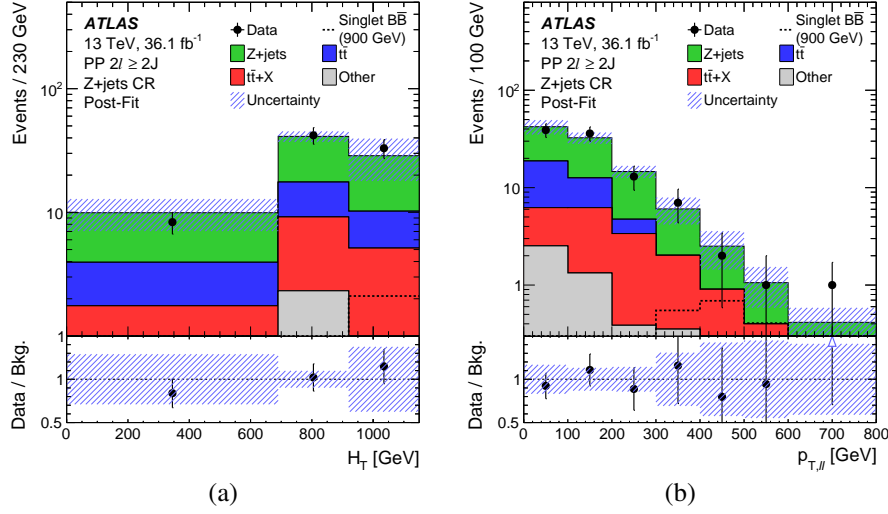 Events / 230 GeV
10²
10
1
ATLAS
13 TeV, 36.1 fb⁻¹
PP 2l ≥ 2J
Z+jets CR
Post-Fit
Data
Singlet BB̅
(900 GeV)
Z+jets
tt̅
tt̅+X
Other
Uncertainty
Data / Bkg.
1
0.5
0 200 400 600 800 1000
H_T [GeV]
(a)
Events / 100 GeV
10²
10
1
ATLAS
13 TeV, 36.1 fb⁻¹
PP 2l ≥ 2J
Z+jets CR
Post-Fit
Data
Singlet BB̅
(900 GeV)
Z+jets
tt̅
tt̅+X
Other
Uncertainty
Data / Bkg.
1
0.5
0 100 200 300 400 500 600 700 800
p_T,ll [GeV]
(b)